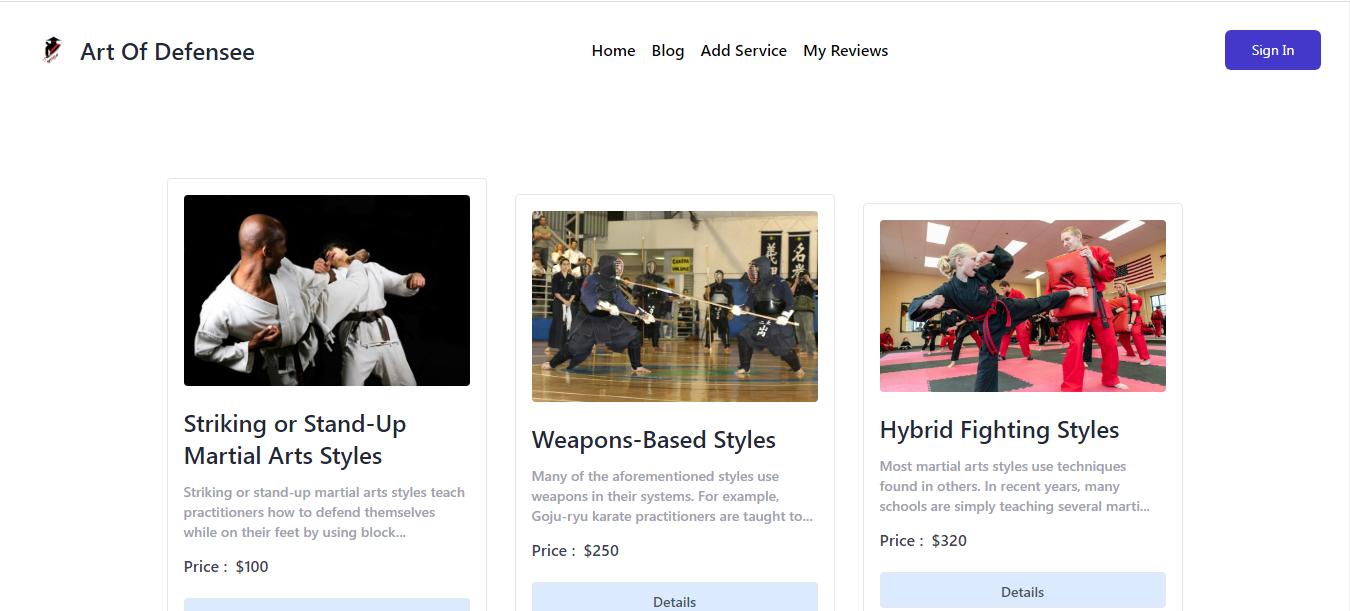 Art Of Defensee
Home Blog Add Service My Reviews
Sign In
Striking or Stand-Up
Martial Arts Styles
Striking or stand-up martial arts styles teach
practitioners how to defend themselves
while on their feet by using block...
Price : $100
Weapons-Based Styles
Many of the aforementioned styles use
weapons in their systems. For example,
Goju-ryu karate practitioners are taught to...
Price : $250
Details
Hybrid Fighting Styles
Most martial arts styles use techniques
found in others. In recent years, many
schools are simply teaching several marti...
Price : $320
Details